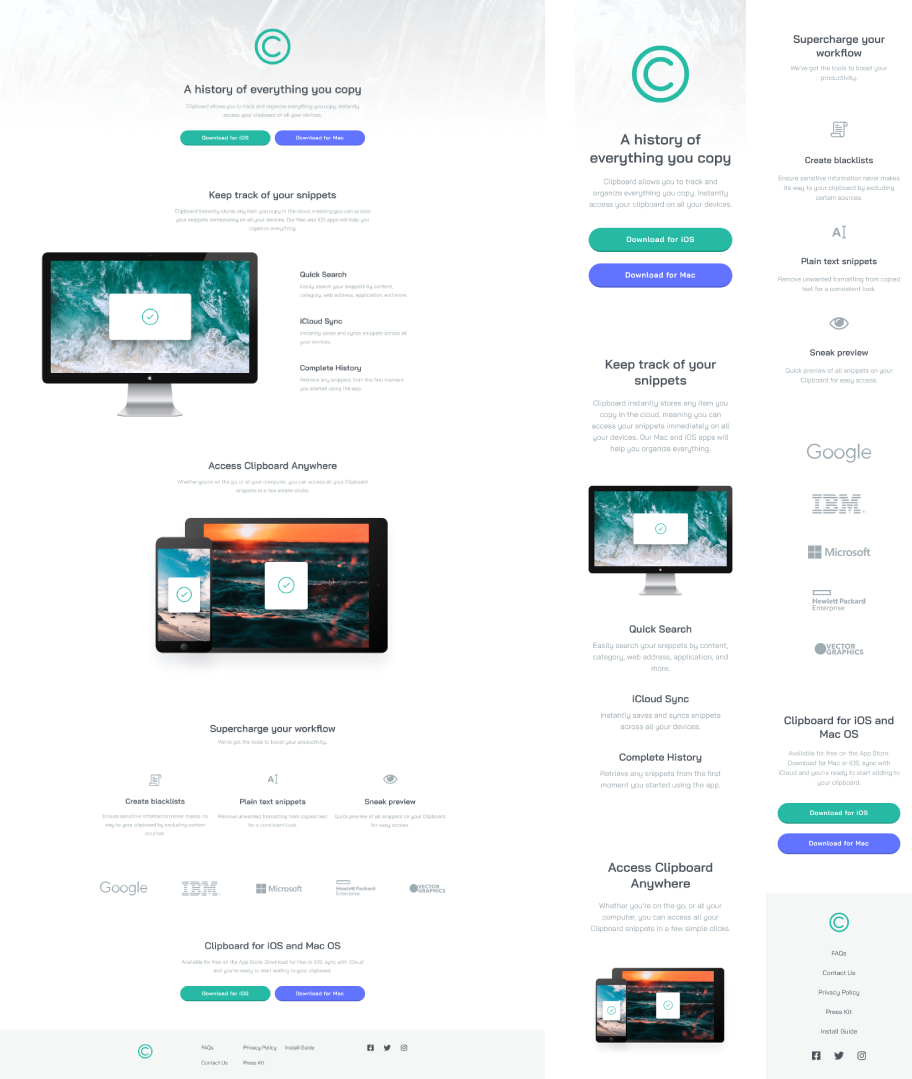 A history of everything you copy
Clipboard allows you to track and organize everything you copy. Instantly
access your clipboard on all your devices.
Download for iOS
Download for Mac
Keep track of your snippets
Clipboard instantly stores any item you copy in the cloud, meaning you can access
your snippets immediately on all your devices. Our Mac and iOS apps will help you
organize everything.
Quick Search
Easily search your snippets by content,
category, web address, application, and more.
iCloud Sync
Instantly saves and syncs snippets across all
your devices.
Complete History
Retrieve any snippets from the first moment
you started using the app.
Access Clipboard Anywhere
Whether you're on the go, or at your computer, you can access all your Clipboard
snippets in a few simple clicks.
Supercharge your workflow
We've got the tools to boost your productivity.
Create blacklists
Ensure sensitive information never makes its
way to your clipboard by excluding certain
sources.
Plain text snippets
Remove unwanted formatting from copied text
for a consistent look.
Sneak preview
Quick preview of all snippets on your Clipboard
for easy access.
Google
IBM
Microsoft
Hewlett Packard
Enterprise
VECTOR
GRAPHICS
Clipboard for iOS and Mac OS
Available for free on the App Store. Download for Mac or iOS, sync with iCloud
and you're ready to start adding to your clipboard.
Download for iOS
Download for Mac
FAQs
Privacy Policy
Install Guide
Contact Us
Press Kit
A history of
everything you copy
Clipboard allows you to track and
organize everything you copy. Instantly
access your clipboard on all your devices.
Download for iOS
Download for Mac
Keep track of your
snippets
Clipboard instantly stores any item you
copy in the cloud, meaning you can
access your snippets immediately on all
your devices. Our Mac and iOS apps will
help you organize everything.
Quick Search
Easily search your snippets by content,
category, web address, application, and
more.
iCloud Sync
Instantly saves and syncs snippets
across all your devices.
Complete History
Retrieve any snippets from the first
moment you started using the app.
Access Clipboard
Anywhere
Whether you're on the go, or at your
computer, you can access all your
Clipboard snippets in a few simple clicks.
Supercharge your
workflow
We've got the tools to boost your
productivity.
Create blacklists
Ensure sensitive information never makes
its way to your clipboard by excluding
certain sources.
Plain text snippets
Remove unwanted formatting from copied
text for a consistent look.
Sneak preview
Quick preview of all snippets on your
Clipboard for easy access.
Google
IBM
Microsoft
Hewlett Packard
Enterprise
VECTOR
GRAPHICS
Clipboard for iOS and
Mac OS
Available for free on the App Store.
Download for Mac or iOS, sync with
iCloud and you're ready to start adding to
your clipboard.
Download for iOS
Download for Mac
FAQs
Contact Us
Privacy Policy
Press Kit
Install Guide